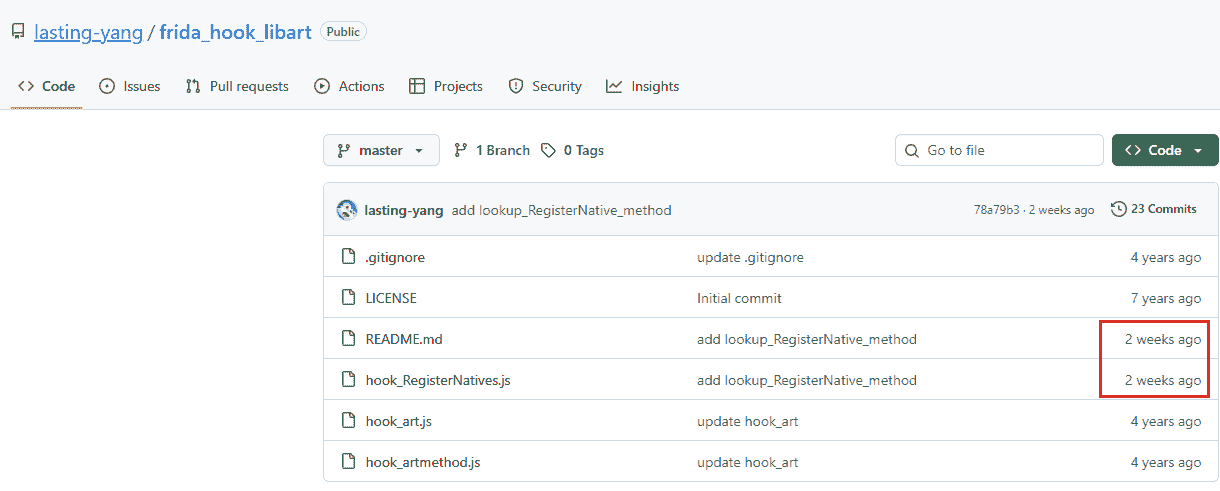 lasting-yang / frida_hook_libart Public
Code Issues Pull requests Actions Projects Security Insights
master 1 Branch 0 Tags Go to file Code
lasting-yang add lookup_RegisterNative_method 78a79b3 · 2 weeks ago 23 Commits
.gitignore update .gitignore 4 years ago
LICENSE Initial commit 7 years ago
README.md add lookup_RegisterNative_method 2 weeks ago
hook_RegisterNatives.js add lookup_RegisterNative_method 2 weeks ago
hook_art.js update hook_art 4 years ago
hook_artmethod.js update hook_art 4 years ago